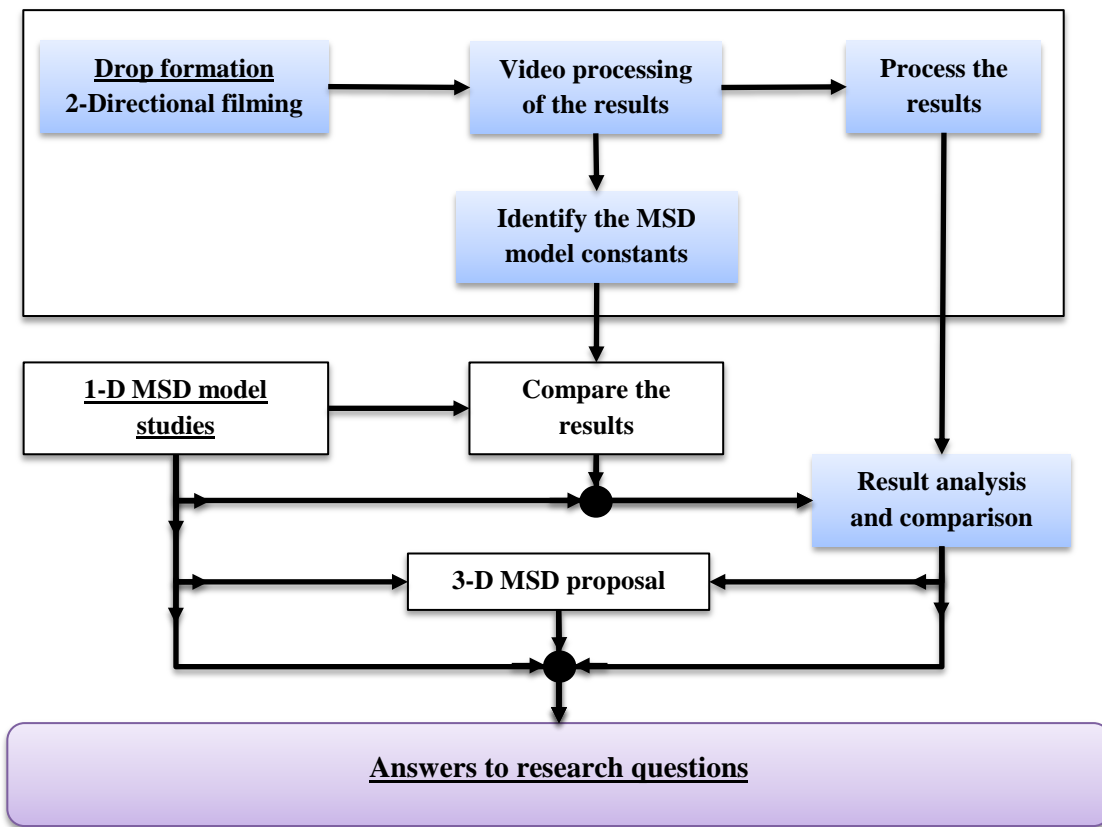 Drop formation
2-Directional filming
Video processing
of the results
Process the
results
Identify the MSD
model constants
1-D MSD model
studies
Compare the
results
Result analysis
and comparison
3-D MSD proposal
Answers to research questions